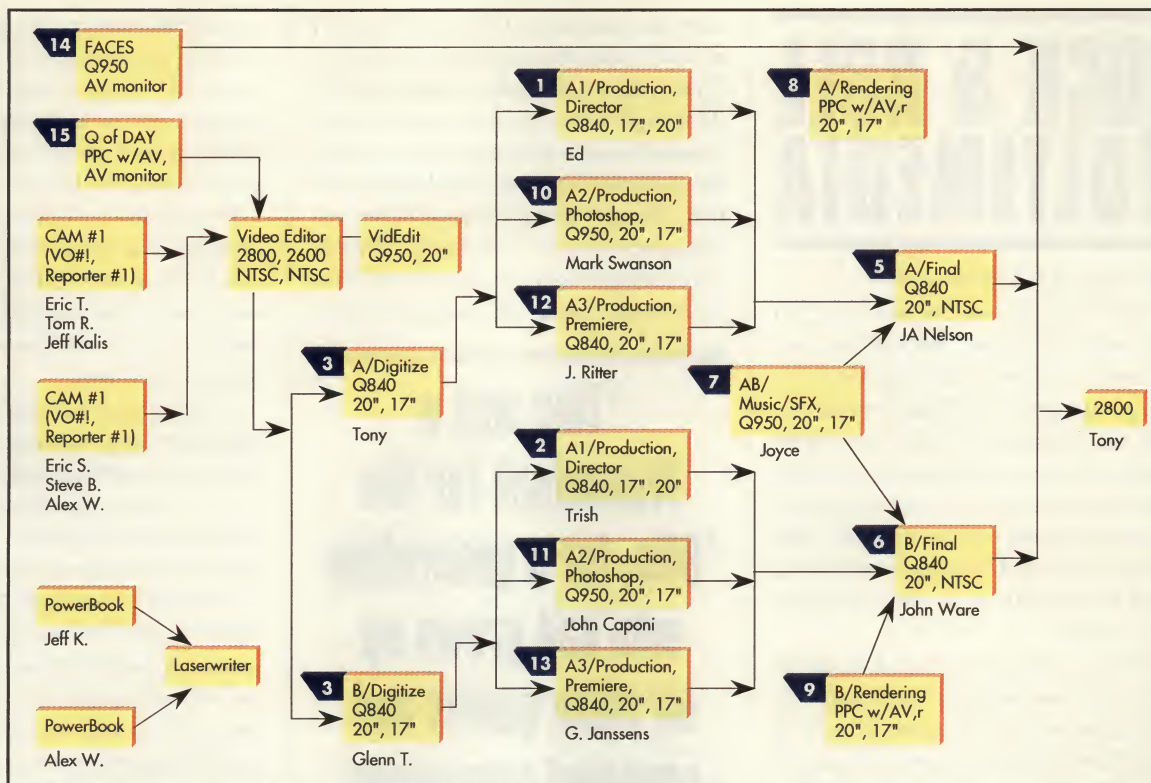 14
FACES
Q950
AV monitor
15
Q of DAY
PPC w/AV,
AV monitor
CAM #1
(VO#!,
Reporter #1)
Eric T.
Tom R.
Jeff Kalis
CAM #1
(VO#!,
Reporter #1)
Eric S.
Steve B.
Alex W.
PowerBook
Jeff K.
PowerBook
Alex W.
Laserwriter
Video Editor
2800, 2600
NTSC, NTSC
VidEdit
Q950, 20"
3
A/Digitize
Q840
20", 17"
Tony
3
B/Digitize
Q840
20", 17"
Glenn T.
1
A1/Production,
Director
Q840, 17", 20"
Ed
10
A2/Production,
Photoshop,
Q950, 20", 17"
Mark Swanson
12
A3/Production,
Premiere,
Q840, 20", 17"
J. Ritter
2
A1/Production,
Director
Q840, 17", 20"
Trish
11
A2/Production,
Photoshop,
Q950, 20", 17"
John Caponi
13
A3/Production,
Premiere,
Q840, 20", 17"
G. Janssens
8
A/Rendering
PPC w/AV,r
20", 17"
7
AB/
Music/SFX,
Q950, 20", 17"
Joyce
5
A/Final
Q840
20", NTSC
JA Nelson
6
B/Final
Q840
20", NTSC
John Ware
9
B/Rendering
PPC w/AV,r
20", 17"
2800
Tony